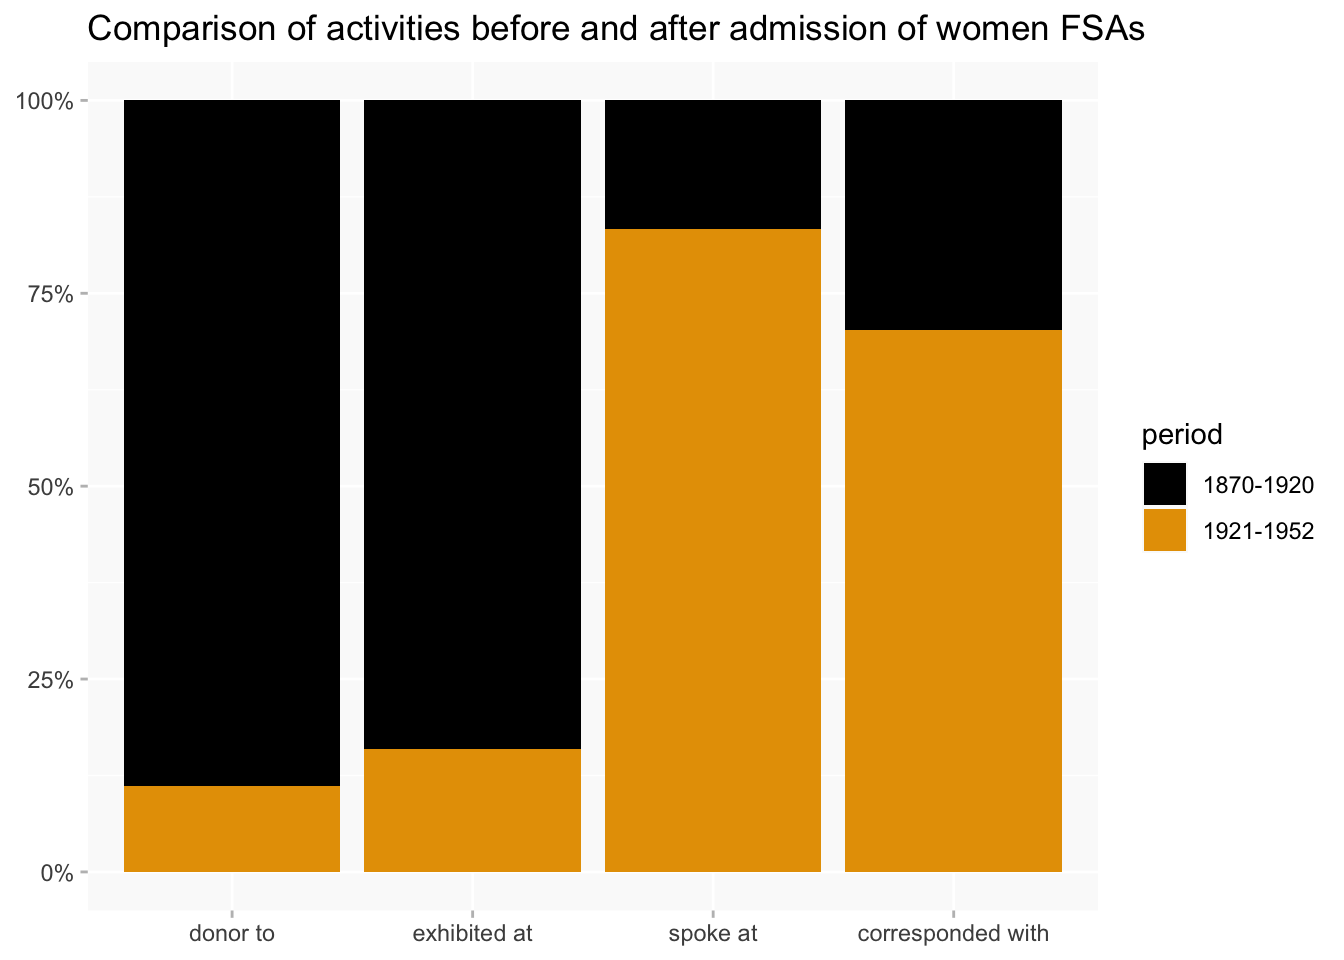 Comparison of activities before and after admission of women FSAs
100%
75%
50%
25%
0%
donor to
exhibited at
spoke at
corresponded with
period
1870-1920
1921-1952